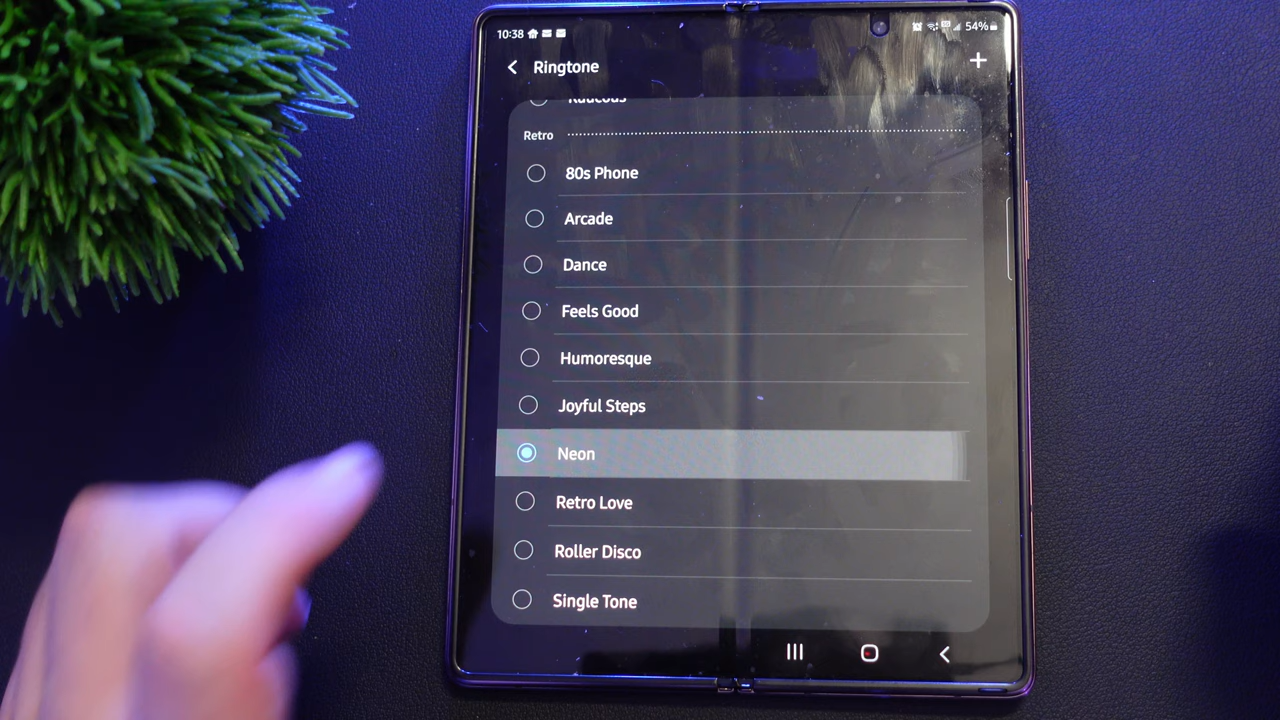 10:38
54%
Ringtone
Raucous
Retro
80s Phone
Arcade
Dance
Feels Good
Humoresque
Joyful Steps
Neon
Retro Love
Roller Disco
Single Tone